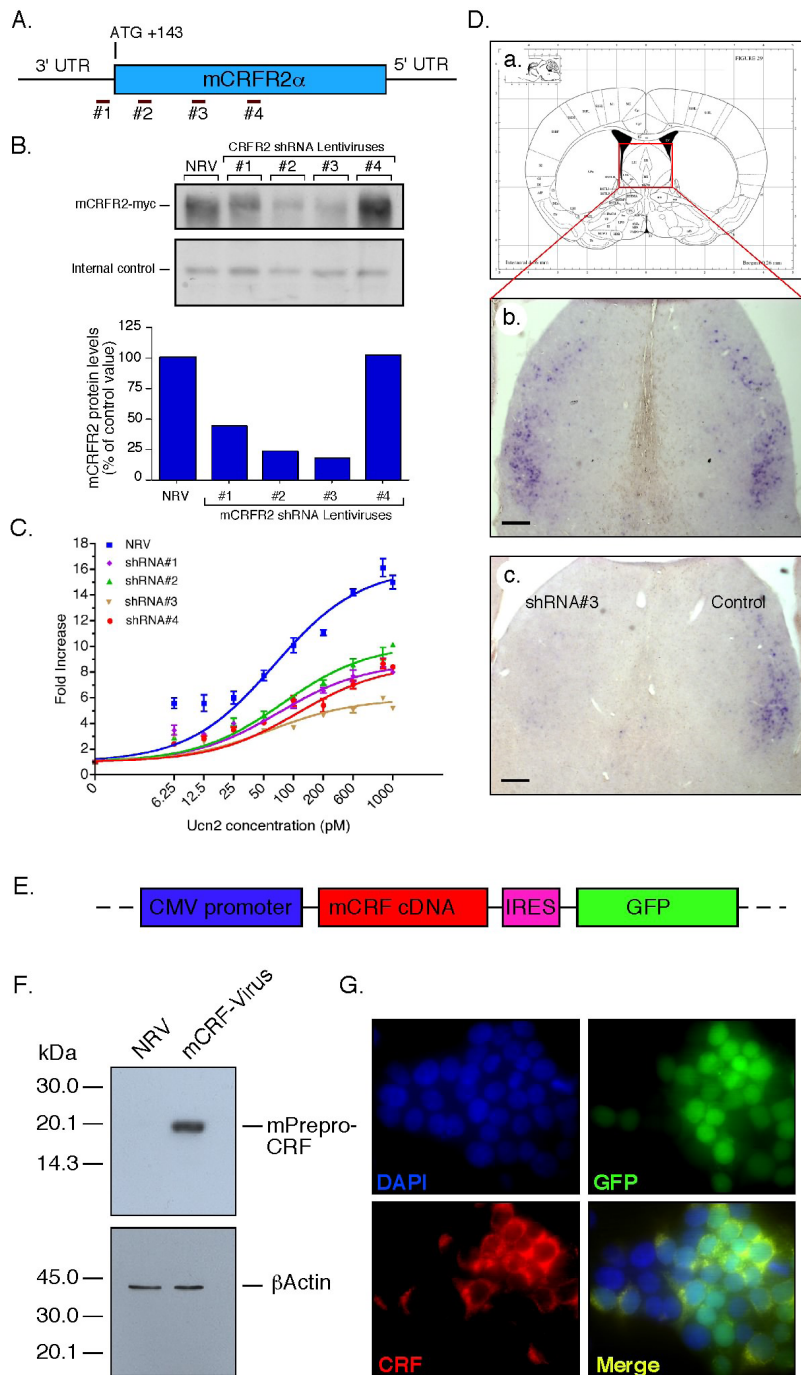 A.
ATG +143
3' UTR
mCRFR2α
5' UTR
#1
#2
#3
#4
B.
CRFR2 shRNA Lentiviruses
NRV
#1
#2
#3
#4
mCRFR2-myc
Internal control
mCRFR2 protein levels
(% of control value)
125
100
75
50
25
0
NRV
#1
#2
#3
#4
mCRFR2 shRNA Lentiviruses
C.
Fold Increase
18
16
14
12
10
8
6
4
2
0
NRV
shRNA#1
shRNA#2
shRNA#3
shRNA#4
0
6.25
12.5
25
50
100
200
600
1000
Ucn2 concentration (pM)
D.
a.
FIGURE 29
b.
c.
shRNA#3
Control
E.
CMV promoter
mCRF cDNA
IRES
GFP
F.
NRV
mCRF-Virus
kDa
30.0
20.1
14.3
mPrepro-
CRF
45.0
30.0
20.1
βActin
G.
DAPI
GFP
CRF
Merge